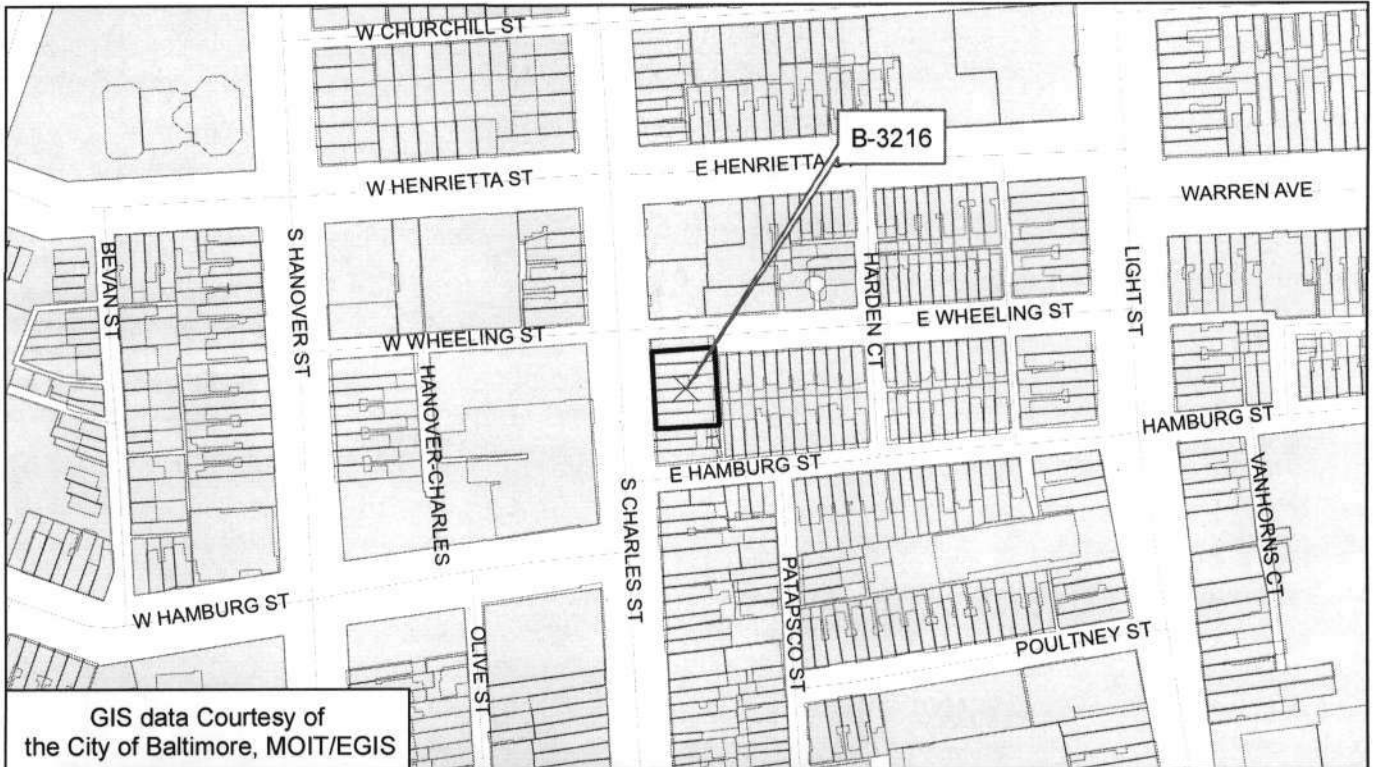 W CHURCHILL ST
B-3216
E HENRIETTA
W HENRIETTA ST
WARREN AVE
BEVAN ST
S HANOVER ST
HARDEN CT
LIGHT ST
E WHEELING ST
W WHEELING ST
HANOVER-CHARLES
HAMBURG ST
E HAMBURG ST
S CHARLES ST
VANHORNS CT
PATAPSCO ST
W HAMBURG ST
OLIVE ST
POULTNEY ST
GIS data Courtesy of
the City of Baltimore, MOIT/EGIS